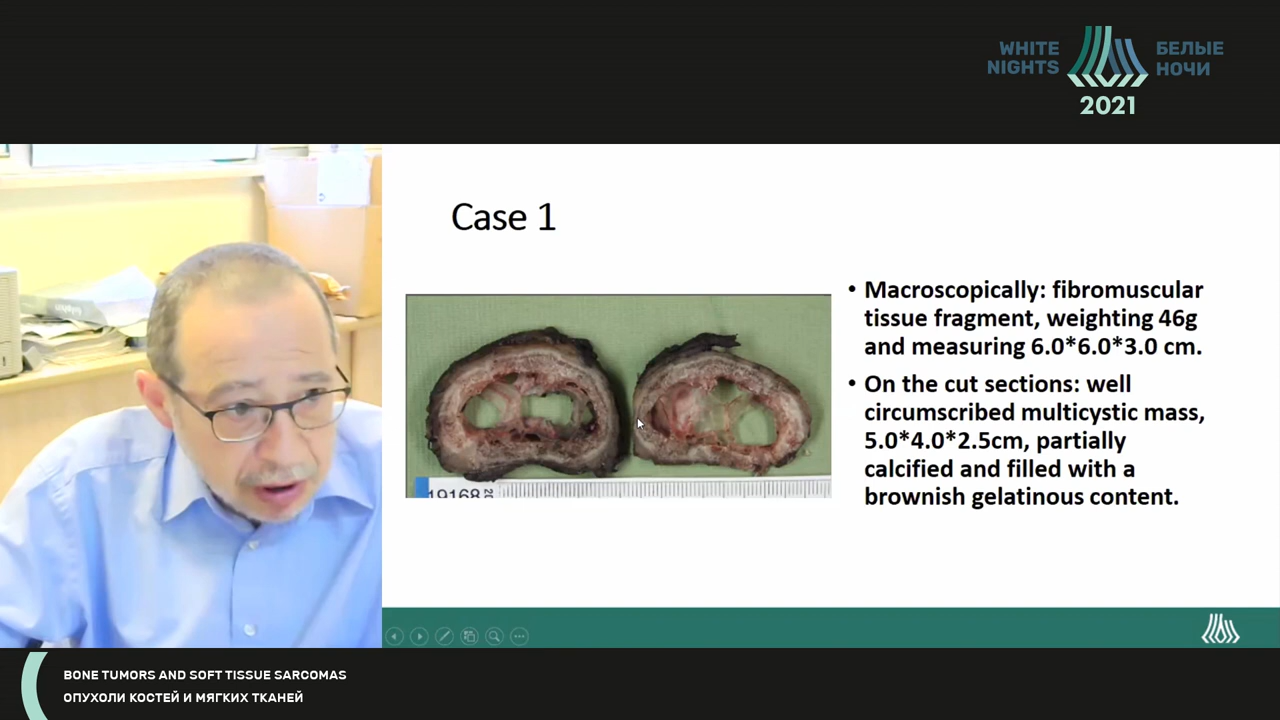 WHITE NIGHTS
БЕЛЫЕ НОЧИ
2021
Case 1
• Macroscopically: fibromuscular
tissue fragment, weighting 46g
and measuring 6.0*6.0*3.0 cm.
• On the cut sections: well
circumscribed multicystic mass,
5.0*4.0*2.5cm, partially
calcified and filled with a
brownish gelatinous content.
19168
BONE TUMORS AND SOFT TISSUE SARCOMAS
ОПУХОЛИ КОСТЕЙ И МЯГКИХ ТКАНЕЙ